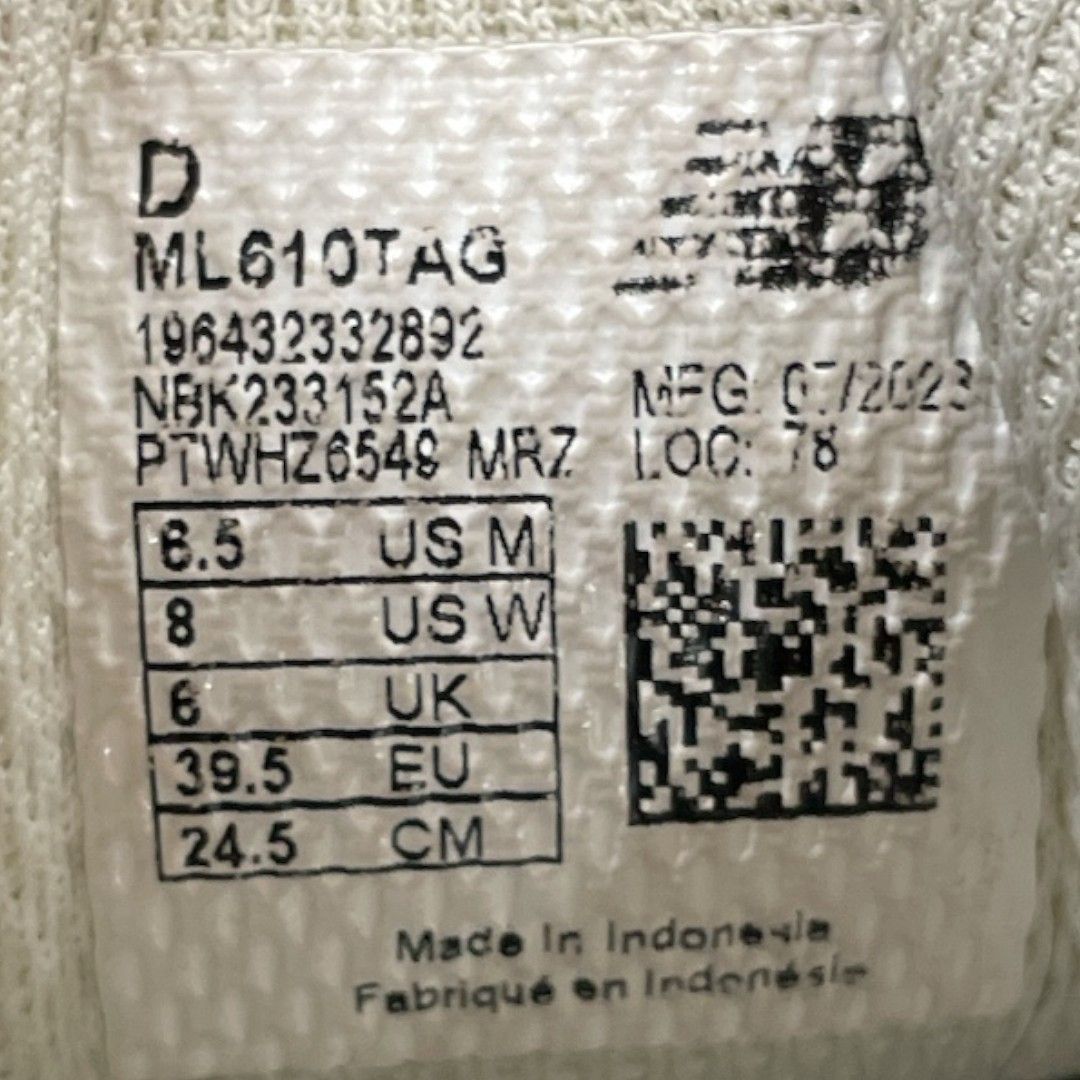 D
ML610TAG
196432332892
NBK233152A
PTWHZ6549 MRZ
MFG: 07/2023
LOC: 78
6.5 US M
8 US W
6 UK
39.5 EU
24.5 CM
Made In Indonesia
Fabriqué en Indonésie